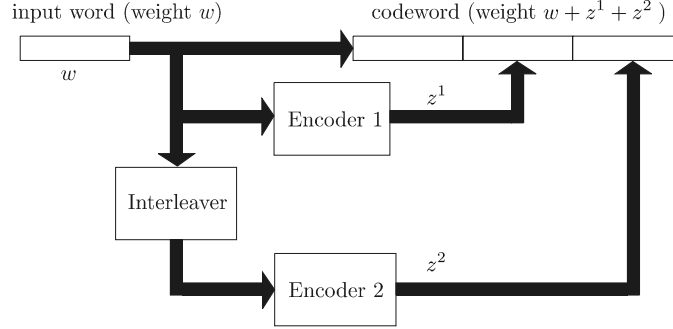 input word (weight w)
codeword (weight w + z¹ + z² )
w
z¹
Encoder 1
Interleaver
z²
Encoder 2